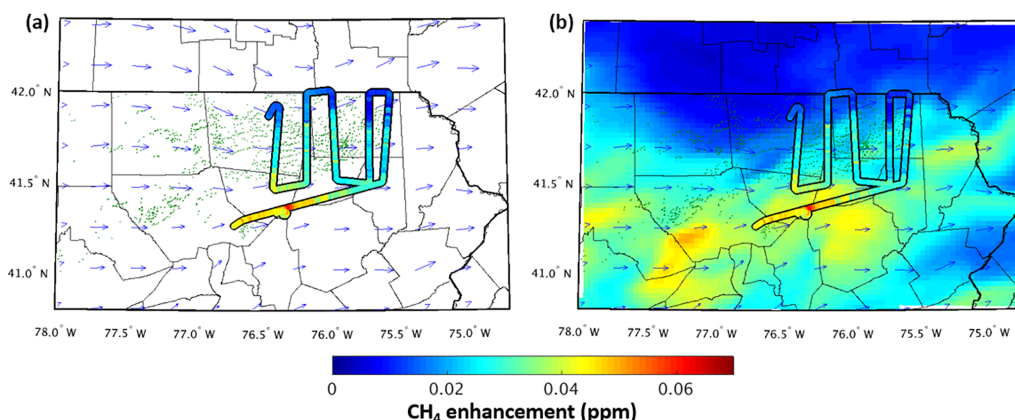 (a)
(b)
42.0° N
41.5° N
41.0° N
78.0° W
77.5° W
77.0° W
76.5° W
76.0° W
75.5° W
75.0° W
42.0° N
41.5° N
41.0° N
78.0° W
77.5° W
77.0° W
76.5° W
76.0° W
75.5° W
75.0° W
0
0.02
0.04
0.06
CH4 enhancement (ppm)